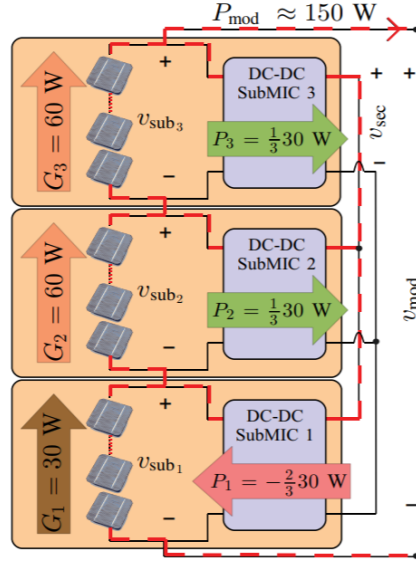 P_mod ≈ 150 W
G_3 = 60 W
+
v_sub_3
−
DC-DC
SubMIC 3
P_3 = 1/3 30 W
+ +
v_sec
−
G_2 = 60 W
+
v_sub_2
−
DC-DC
SubMIC 2
P_2 = 1/3 30 W
v_mod
G_1 = 30 W
+
v_sub_1
−
DC-DC
SubMIC 1
P_1 = −2/3 30 W
−